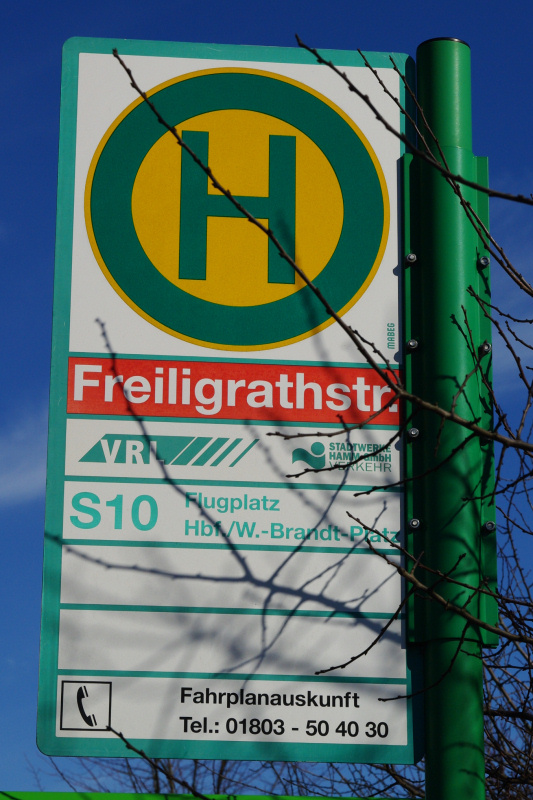 H
MABEG
Freiligrathstr.
VRL
STADTWERKE
HAMM GmbH
VERKEHR
S10
Flugplatz
Hbf./W.-Brandt-Platz
Fahrplanauskunft
Tel.: 01803 - 50 40 30